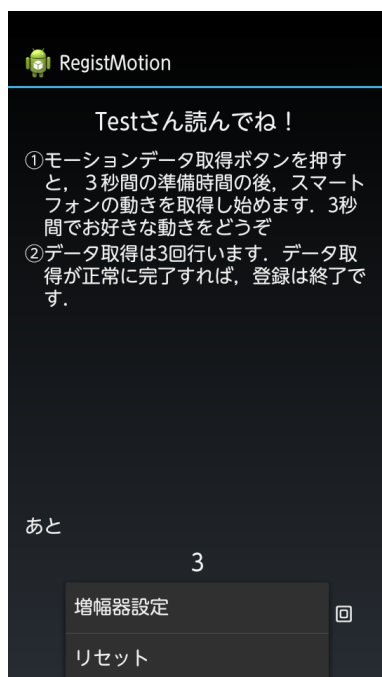 RegistMotion
Testさん読んでね！
①モーションデータ取得ボタンを押す
と，３秒間の準備時間の後，スマート
フォンの動きを取得し始めます．3秒
間でお好きな動きをどうぞ
②データ取得は3回行います．データ取
得が正常に完了すれば，登録は終了で
す．
あと
3
増幅器設定
回
リセット